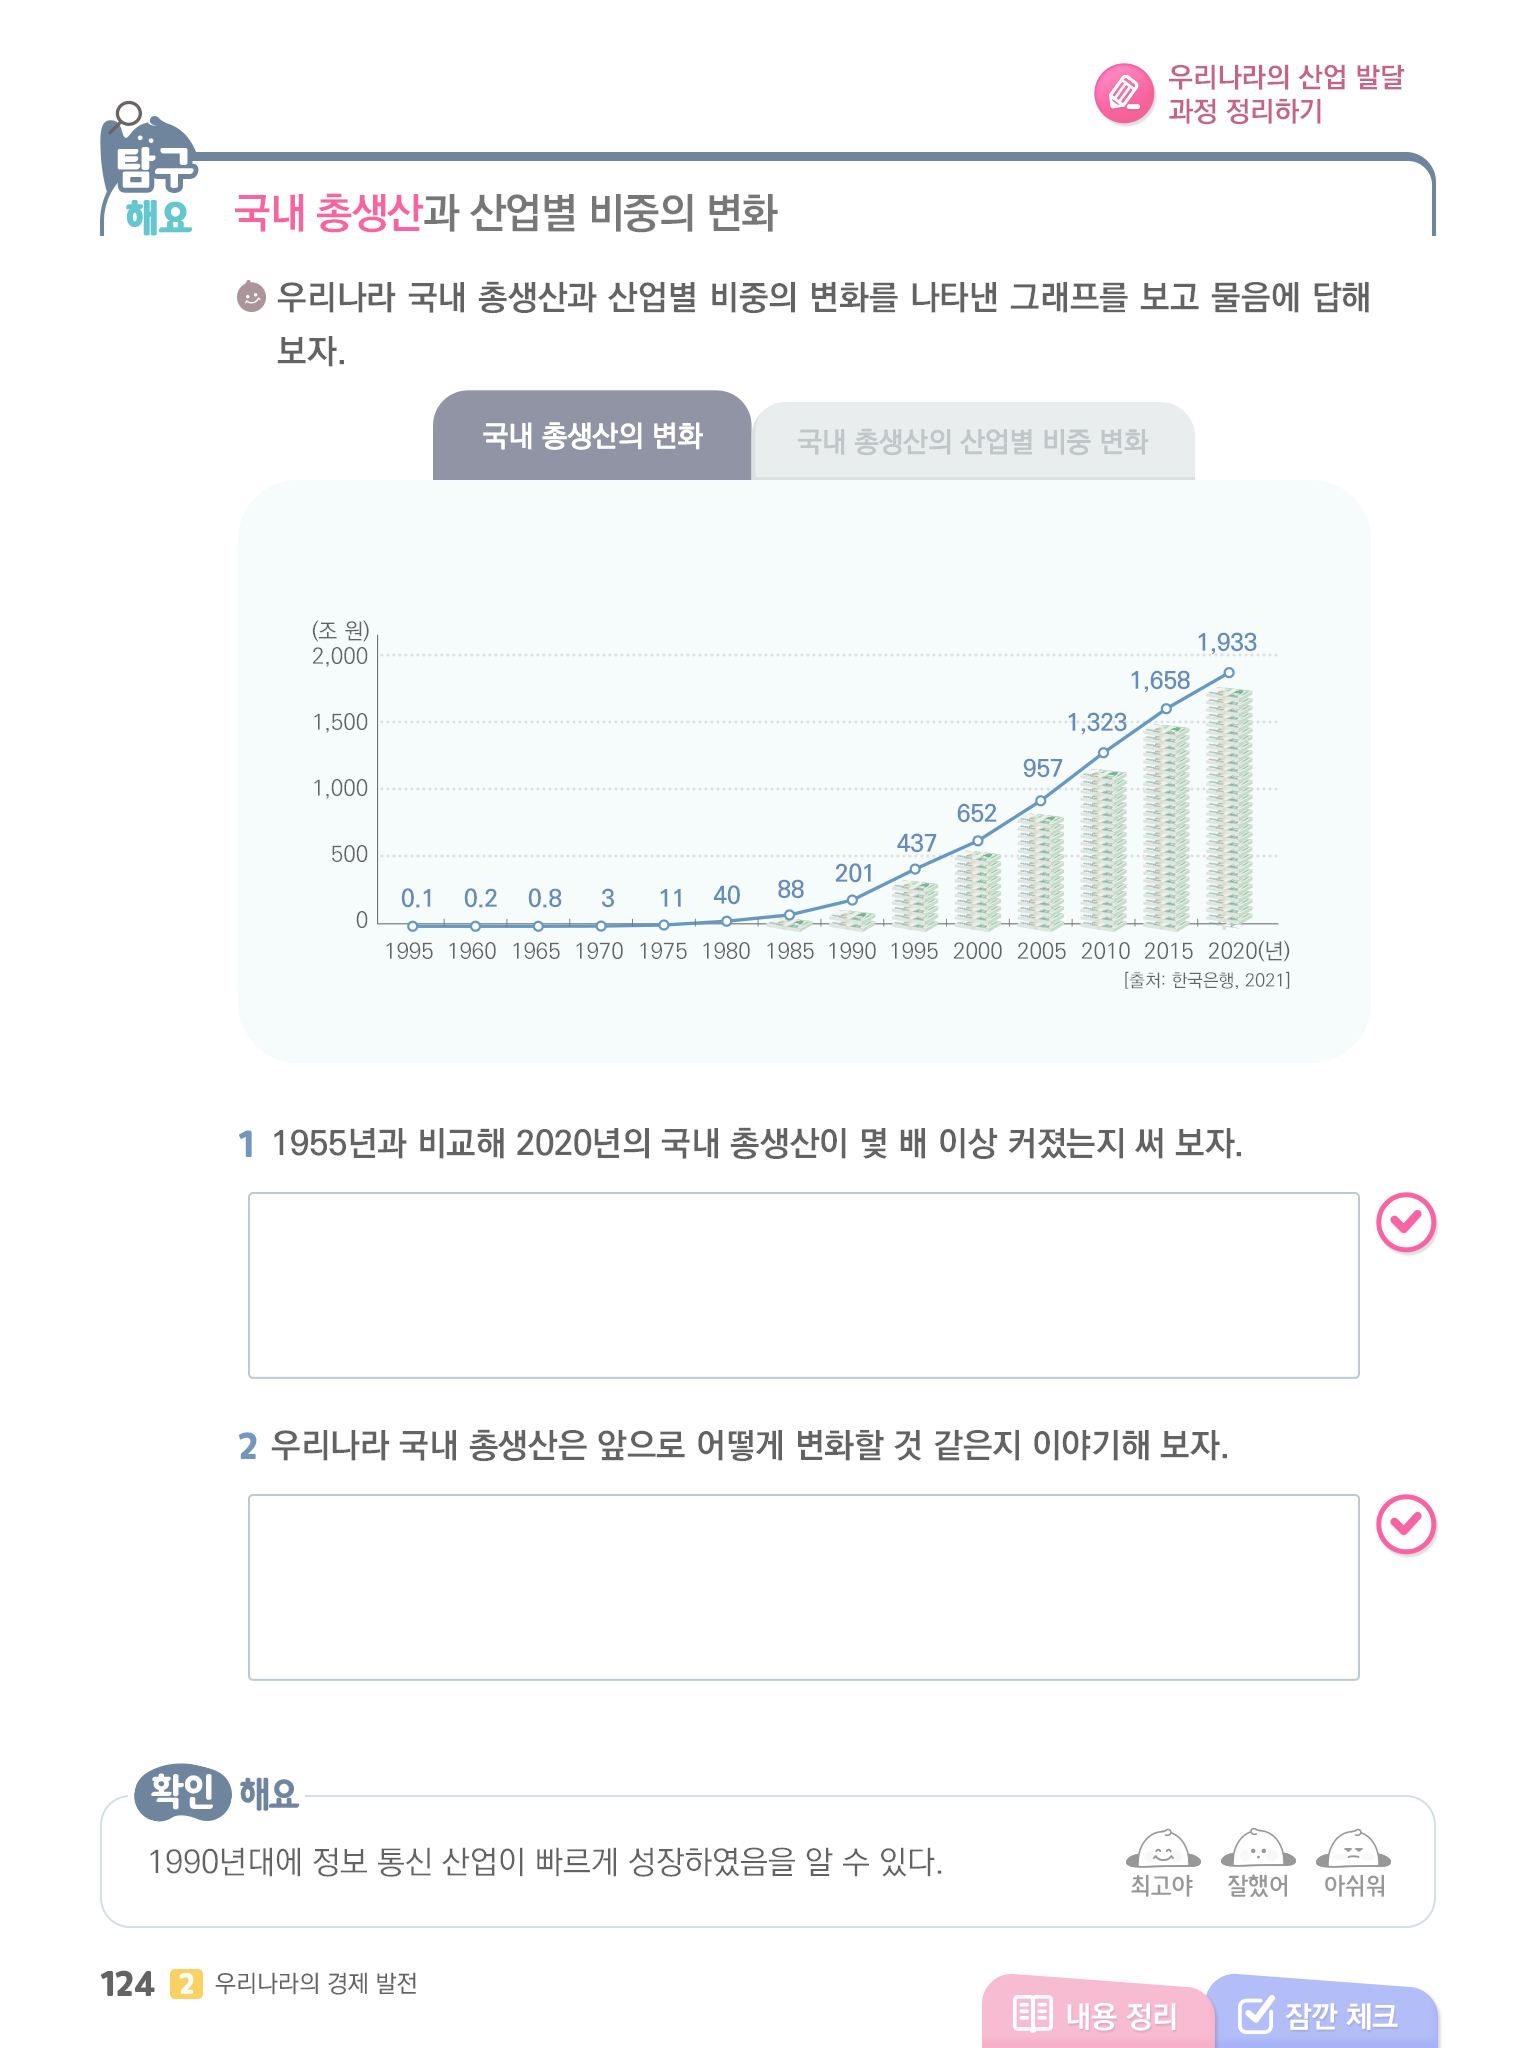 우리나라의 산업 발달
과정 정리하기
탐구
해요
국내 총생산과 산업별 비중의 변화
우리나라 국내 총생산과 산업별 비중의 변화를 나타낸 그래프를 보고 물음에 답해
보자.
국내 총생산의 변화
국내 총생산의 산업별 비중 변화
(조 원)
2,000
1,500
1,000
500
0
0.1 0.2 0.8 3 11 40 88 201 437 652 957 1,323 1,658 1,933
1995 1960 1965 1970 1975 1980 1985 1990 1995 2000 2005 2010 2015 2020(년)
[출처: 한국은행, 2021]
1 1955년과 비교해 2020년의 국내 총생산이 몇 배 이상 커졌는지 써 보자.
2 우리나라 국내 총생산은 앞으로 어떻게 변화할 것 같은지 이야기해 보자.
확인 해요
1990년대에 정보 통신 산업이 빠르게 성장하였음을 알 수 있다.
최고야 잘했어 아쉬워
124 2 우리나라의 경제 발전
내용 정리
잠깐 체크